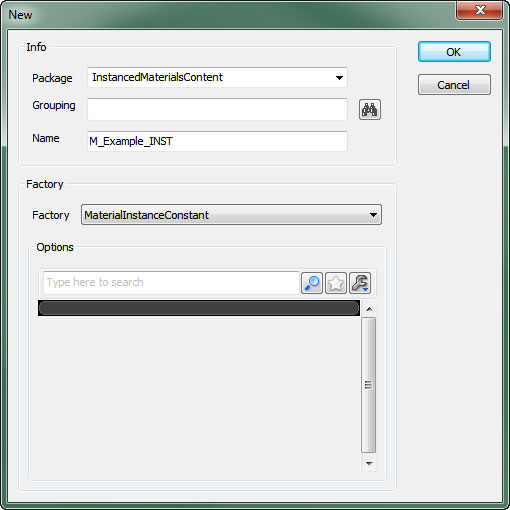 New
Info
OK
Package InstancedMaterialsContent
Cancel
Grouping
Name M_Example_INST
Factory
Factory MaterialInstanceConstant
Options
Type here to search